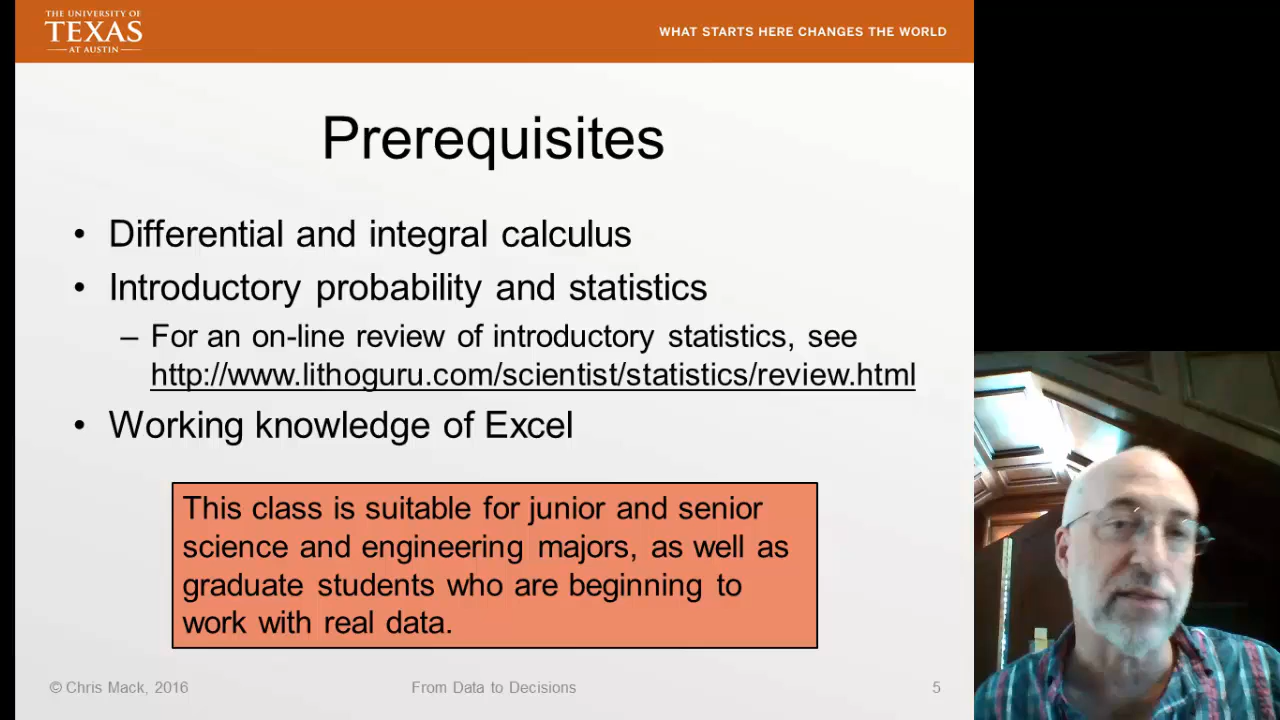 THE UNIVERSITY OF
TEXAS
AT AUSTIN
WHAT STARTS HERE CHANGES THE WORLD
Prerequisites
• Differential and integral calculus
• Introductory probability and statistics
– For an on-line review of introductory statistics, see
http://www.lithoguru.com/scientist/statistics/review.html
• Working knowledge of Excel
This class is suitable for junior and senior
science and engineering majors, as well as
graduate students who are beginning to
work with real data.
© Chris Mack, 2016
From Data to Decisions
5